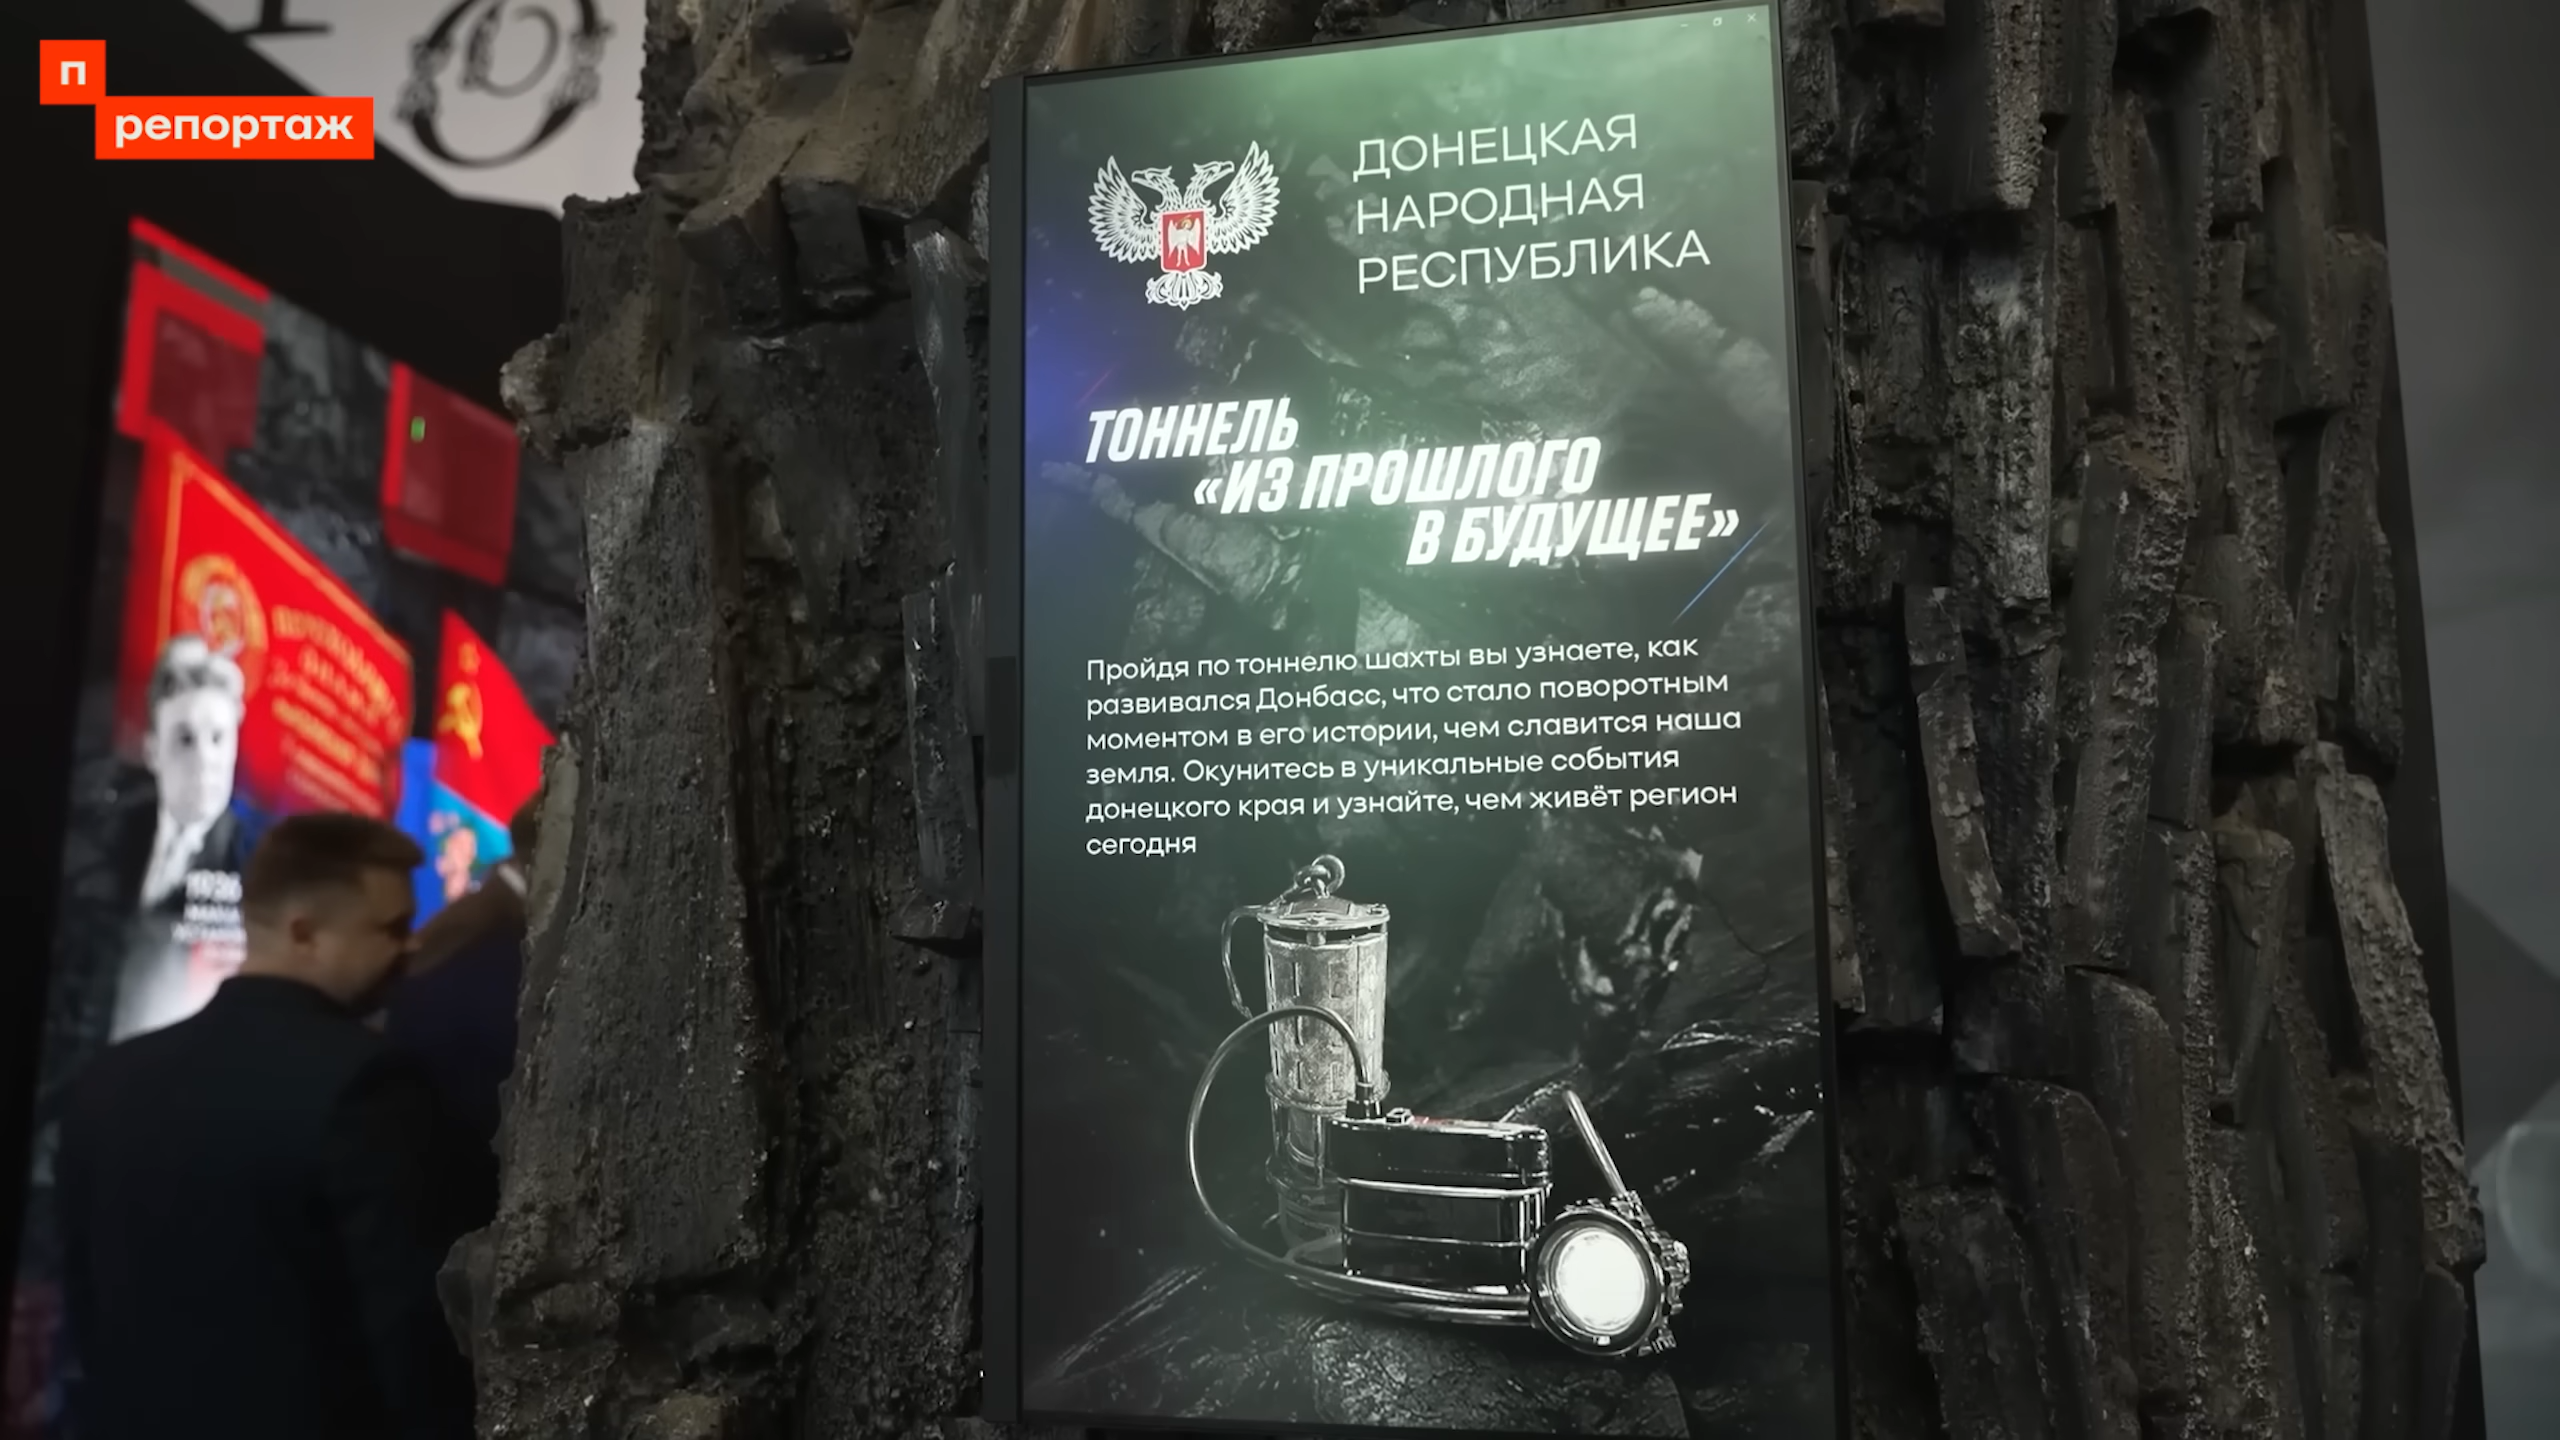 п
репортаж
ДОНЕЦКАЯ
НАРОДНАЯ
РЕСПУБЛИКА
ТОННЕЛЬ
«ИЗ ПРОШЛОГО
В БУДУЩЕЕ»
Пройдя по тоннелю шахты вы узнаете, как
развивался Донбасс, что стало поворотным
моментом в его истории, чем славится наша
земля. Окунитесь в уникальные события
донецкого края и узнайте, чем живёт регион
сегодня